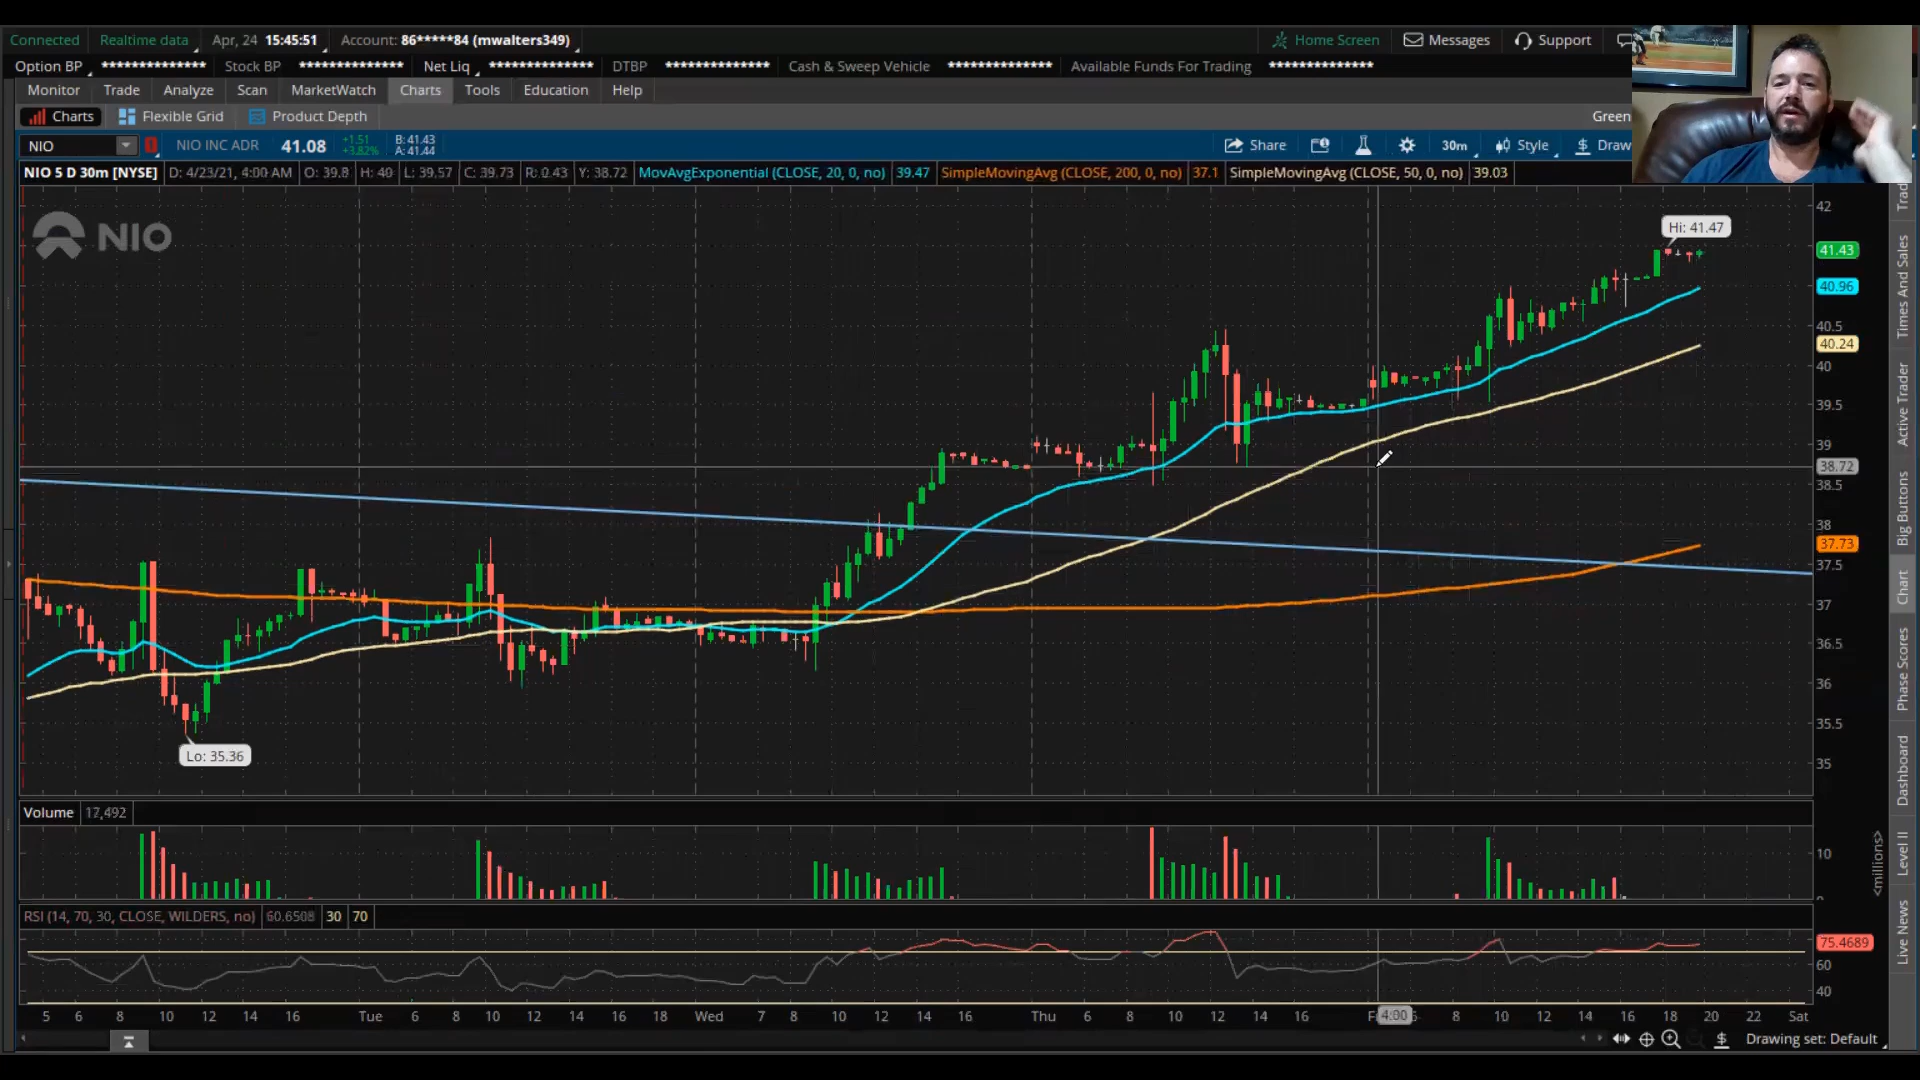 Connected Realtime data Apr, 24 15:45:51 Account: 86*****84 (mwalters349) Home Screen Messages Support
Option BP ************** Stock BP ************** Net Liq ************** DTBP ************** Cash & Sweep Vehicle ************** Available Funds For Trading **************
Monitor Trade Analyze Scan MarketWatch Charts Tools Education Help
Charts Flexible Grid Product Depth Green
NIO NIO INC ADR 41.08 +1.51 +3.82% B: 41.43 A: 41.44 Share 30m Style Draw
NIO 5 D 30m [NYSE] D: 4/23/21, 4:00 AM O: 39.8 H: 40 L: 39.57 C: 39.73 R: 0.43 Y: 38.72 MovAvgExponential (CLOSE, 20, 0, no) 39.47 SimpleMovingAvg (CLOSE, 200, 0, no) 37.1 SimpleMovingAvg (CLOSE, 50, 0, no) 39.03
NIO
Hi: 41.47
Lo: 35.36
42
41.43
40.96
40.5
40.24
40
39.5
39
38.72
38.5
38
37.73
37.5
37
36.5
36
35.5
35
Volume 17,492
10
<millions>
RSI (14, 70, 30, CLOSE, WILDERS, no) 60.6508 30 70
75.4689
60
40
5 6 8 10 12 14 16 Tue 6 8 10 12 14 16 18 Wed 7 8 10 12 14 16 Thu 6 8 10 12 14 16 4:00 8 10 12 14 16 18 20 22 Sat
Drawing set: Default
Trad
Times And Sales
Active Trader
Big Buttons
Chart
Phase Scores
Dashboard
Level II
Live News